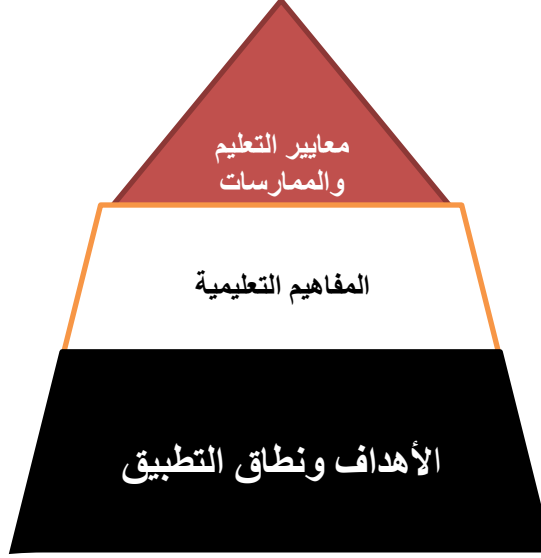 معايير التعليم
والممارسات
المفاهيم التعليمية
الأهداف ونطاق التطبيق